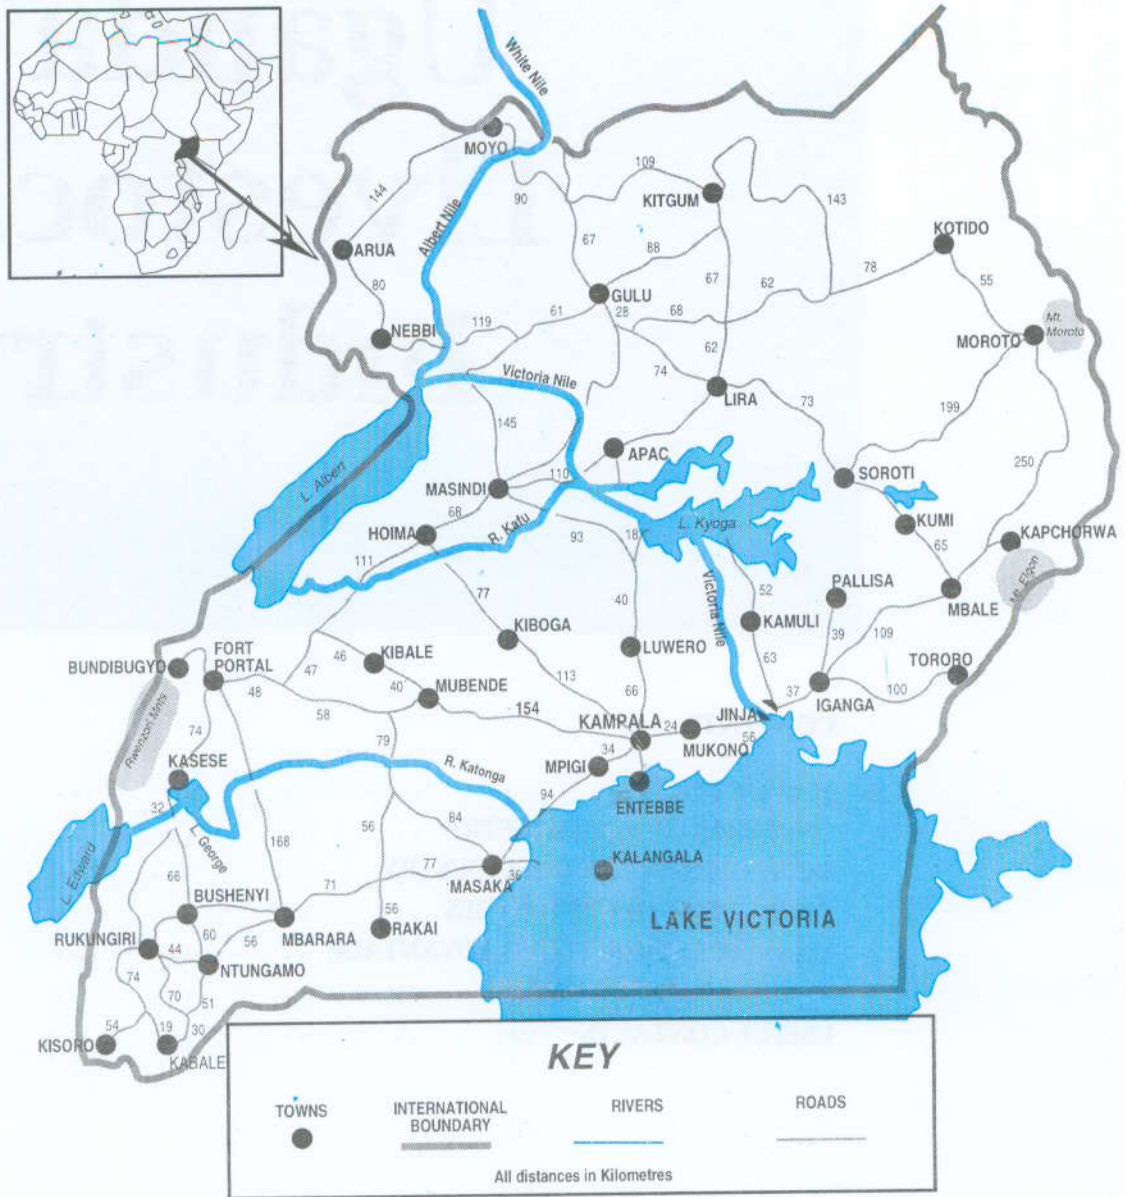 White Nile
MOYO
109
KITGUM
143
144
90
Albert Nile
KOTIDO
ARUA
67
88
78
55
80
GULU
67
62
Mt.
Moroto
NEBBI
119
61
28
68
MOROTO
62
Victoria Nile
74
LIRA
73
199
145
L. Albert
APAC
SOROTI
250
MASINDI
110
KUMI
68
R. Kafu
L. Kyoga
KAPCHORWA
HOIMA
93
18
65
111
PALLISA
Mt. Elgon
77
40
Victoria Nile
52
MBALE
KAMULI
KIBOGA
LUWERO
39
109
FORT
PORTAL
BUNDIBUGYO
46
KIBALE
63
TORORO
47
40
MUBENDE
113
66
37
IGANGA
100
48
58
154
KAMPALA
24
JINJA
Rwenzori Mnts
74
79
34
MUKONO
56
KASESE
R. Katonga
MPIGI
ENTEBBE
32
94
L. George
168
56
84
L. Edward
KALANGALA
66
77
MASAKA
36
71
BUSHENYI
56
LAKE VICTORIA
RUKUNGIRI
60
56
MBARARA
RAKAI
44
NTUNGAMO
74
70
51
54
19
30
KISORO
KABALE
KEY
TOWNS
INTERNATIONAL
BOUNDARY
RIVERS
ROADS
All distances in Kilometres